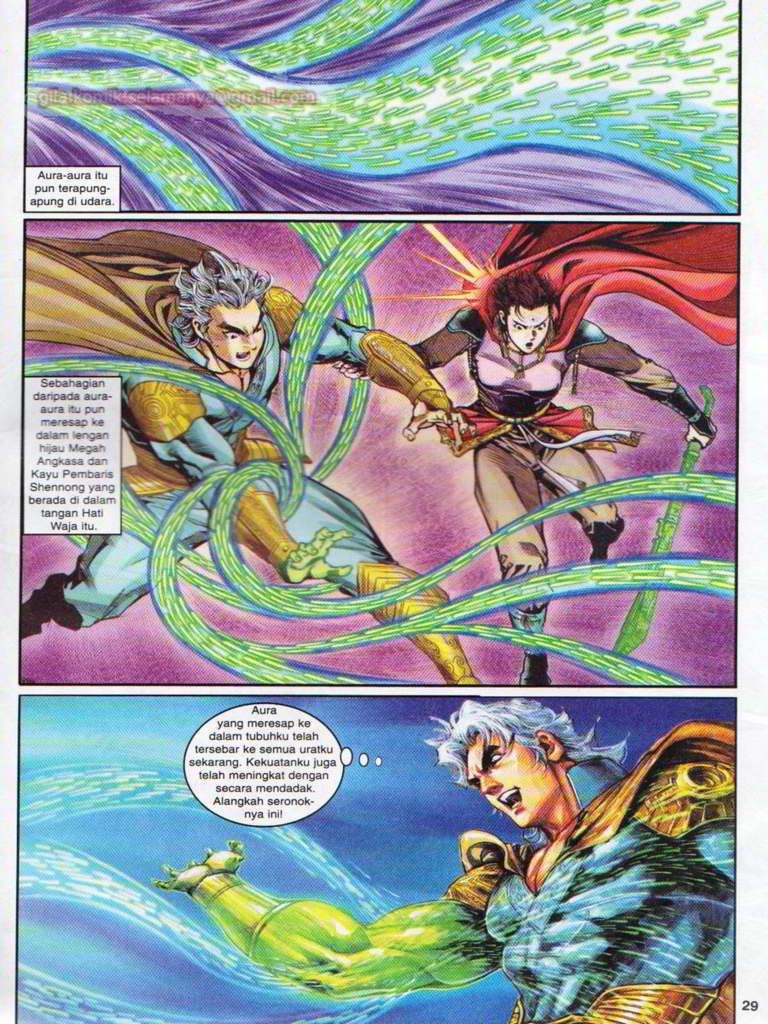 Aura-aura itu
pun terapung-
apung di udara.
Sebahagian
daripada aura-
aura itu pun
meresap ke
dalam lengan
hijau Megah
Angkasa dan
Kayu Pembaris
Shennong yang
berada di dalam
tangan Hati
Waja itu.
Aura
yang meresap ke
dalam tubuhku telah
tersebar ke semua uratku
sekarang. Kekuatanku juga
telah meningkat dengan
secara mendadak.
Alangkah seronok-
nya ini!
29